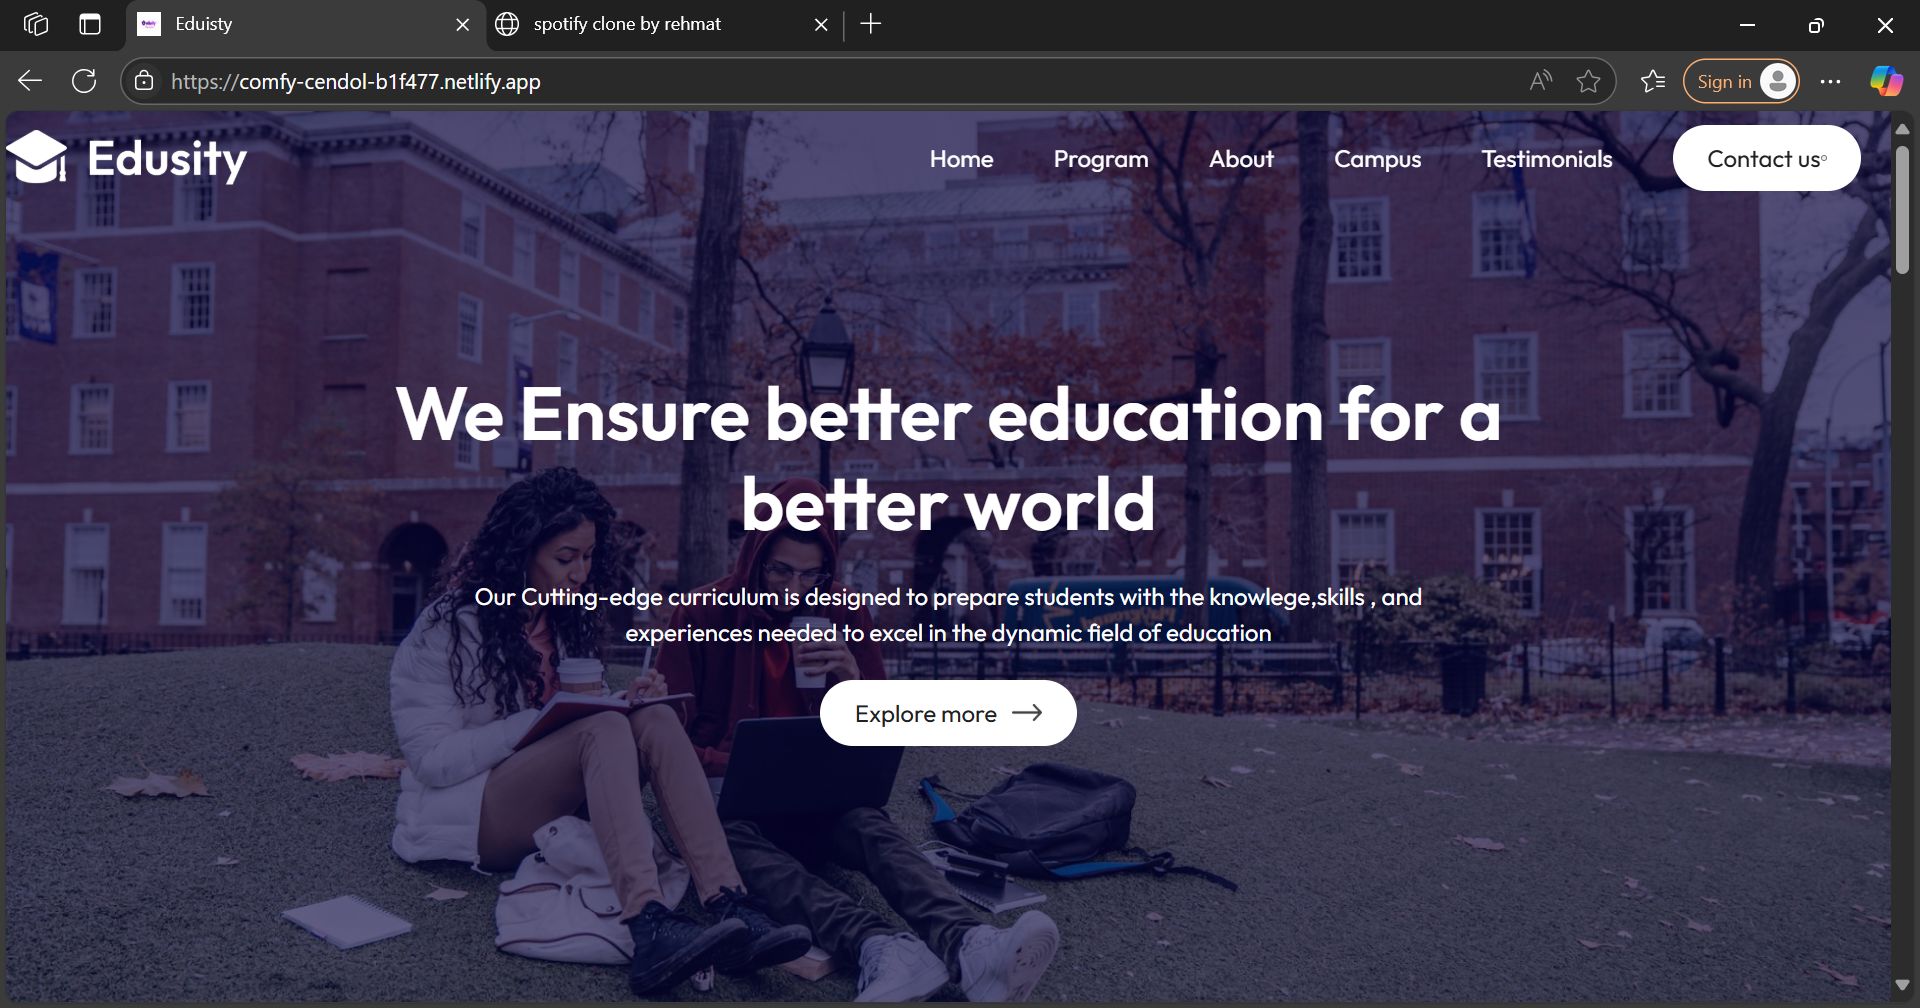 Eduisty
spotify clone by rehmat
https://comfy-cendol-b1f477.netlify.app
Sign in
Edusity
Home
Program
About
Campus
Testimonials
Contact us
We Ensure better education for a
better world
Our Cutting-edge curriculum is designed to prepare students with the knowlege,skills , and
experiences needed to excel in the dynamic field of education
Explore more